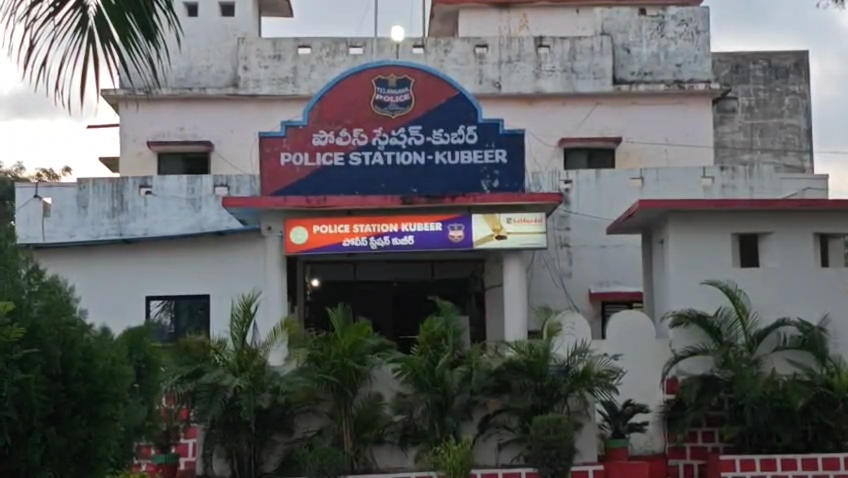 TELANGANA
POLICE
పోలీస్ స్టేషన్-కుబీర్
POLICE STATION-KUBEER
POLICE STATION KUBEER
పోలీస్ స్టేషన్ కుబీర్